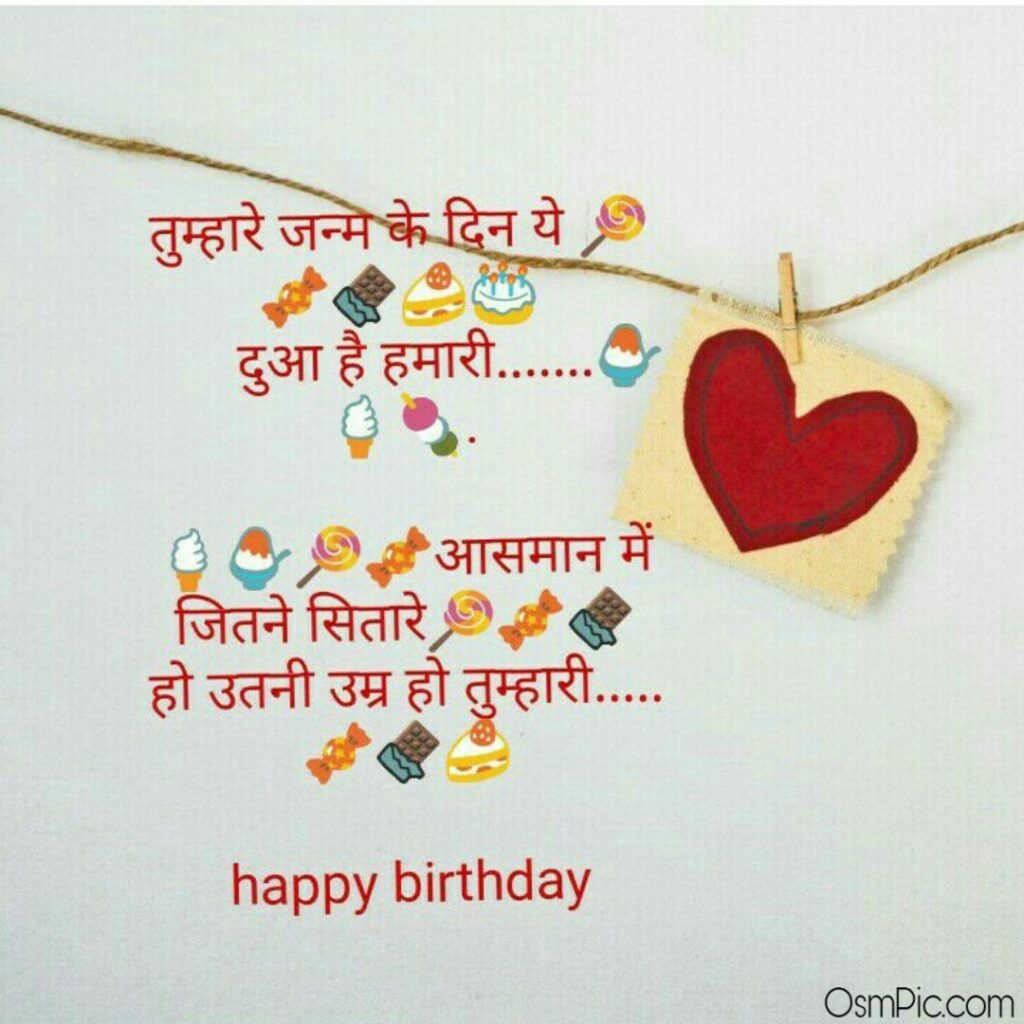 तुम्हारे जन्म के दिन ये 🍭
🍬 🍫 🍰 🎂
दुआ है हमारी.......🍧
🍦 🍡.
🍦 🍧 🍭 🍬 आसमान में
जितने सितारे 🍭 🍬 🍫
हो उतनी उम्र हो तुम्हारी.....
🍬 🍫 🍰
happy birthday
OsmPic.com